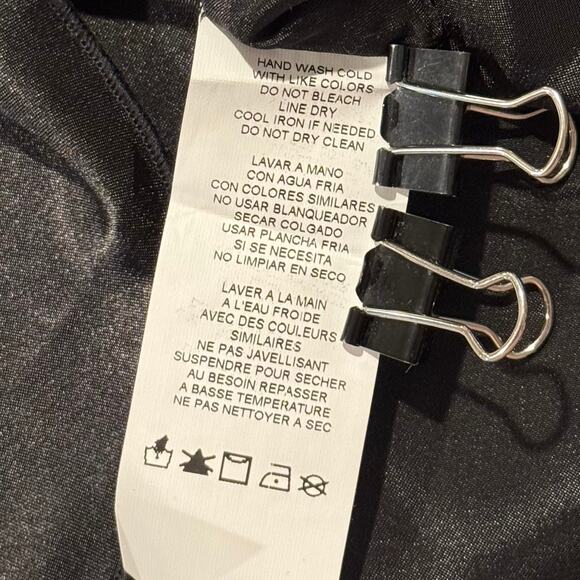 HAND WASH COLD
WITH LIKE COLORS
DO NOT BLEACH
LINE DRY
COOL IRON IF NEEDED
DO NOT DRY CLEAN
LAVAR A MANO
CON AGUA FRIA
CON COLORES SIMILARES
NO USAR BLANQUEADOR
SECAR COLGADO
USAR PLANCHA FRIA
SI SE NECESITA
NO LIMPIAR EN SECO
LAVER A LA MAIN
A L'EAU FROIDE
AVEC DES COULEURS
SIMILAIRES
NE PAS JAVELLISANT
SUSPENDRE POUR SECHER
AU BESOIN REPASSER
A BASSE TEMPERATURE
NE PAS NETTOYER A SEC